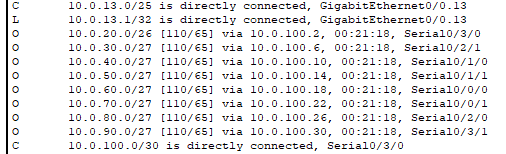 C 10.0.13.0/25 is directly connected, GigabitEthernet0/0.13
L 10.0.13.1/32 is directly connected, GigabitEthernet0/0.13
O 10.0.20.0/26 [110/65] via 10.0.100.2, 00:21:18, Serial0/3/0
O 10.0.30.0/27 [110/65] via 10.0.100.6, 00:21:18, Serial0/2/1
O 10.0.40.0/27 [110/65] via 10.0.100.10, 00:21:18, Serial0/1/0
O 10.0.50.0/27 [110/65] via 10.0.100.14, 00:21:18, Serial0/1/1
O 10.0.60.0/27 [110/65] via 10.0.100.18, 00:21:18, Serial0/0/0
O 10.0.70.0/27 [110/65] via 10.0.100.22, 00:21:18, Serial0/0/1
O 10.0.80.0/27 [110/65] via 10.0.100.26, 00:21:18, Serial0/2/0
O 10.0.90.0/27 [110/65] via 10.0.100.30, 00:21:18, Serial0/3/1
C 10.0.100.0/30 is directly connected, Serial0/3/0